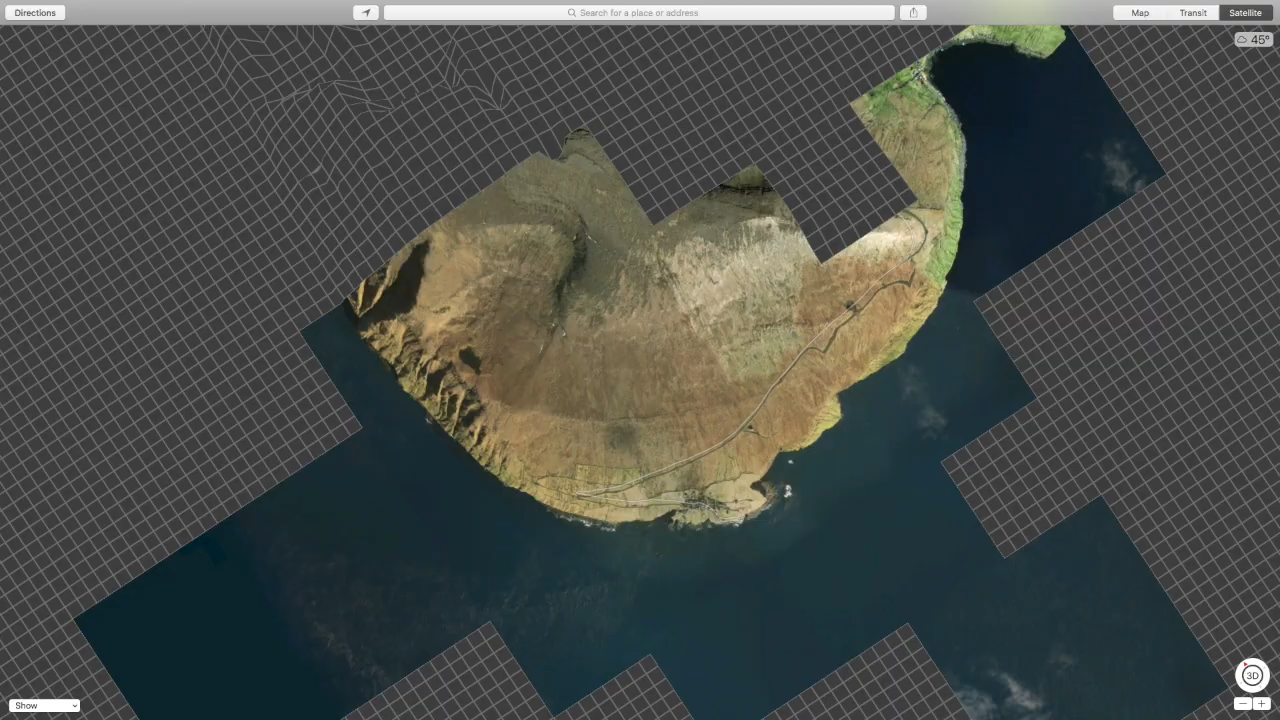 Directions
Search for a place or address
Map
Transit
Satellite
45°
3D
Show